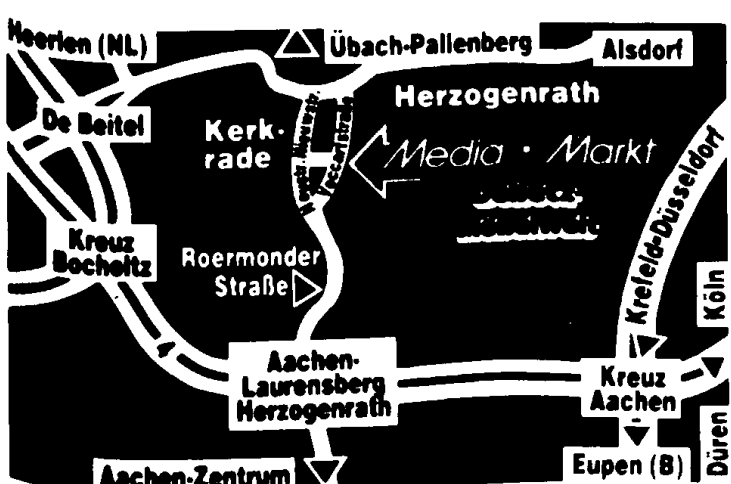 Heerlen (NL)
Übach-Pallenberg
Alsdorf
Herzogenrath
De Beitel
Kerk-
rade
Media · Markt
Krefeld-Düsseldorf
Kreuz
Bocholtz
Roermonder
Straße
Köln
4
Aachen-
Laurensberg
Herzogenrath
Kreuz
Aachen
Düren
Eupen (B)
Aachen-Zentrum